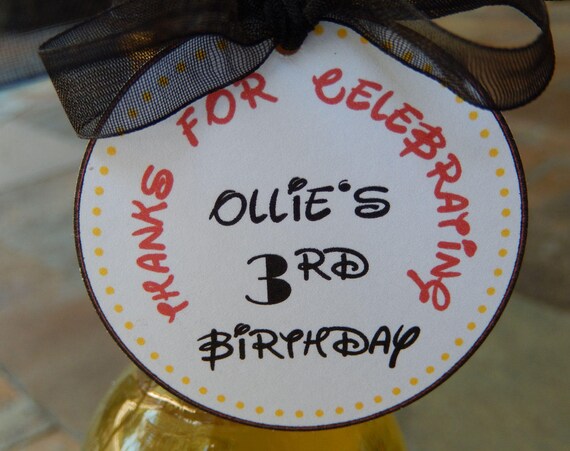 THANKS FOR CELEBRATING
OLLIE'S
3RD
BIRTHDAY